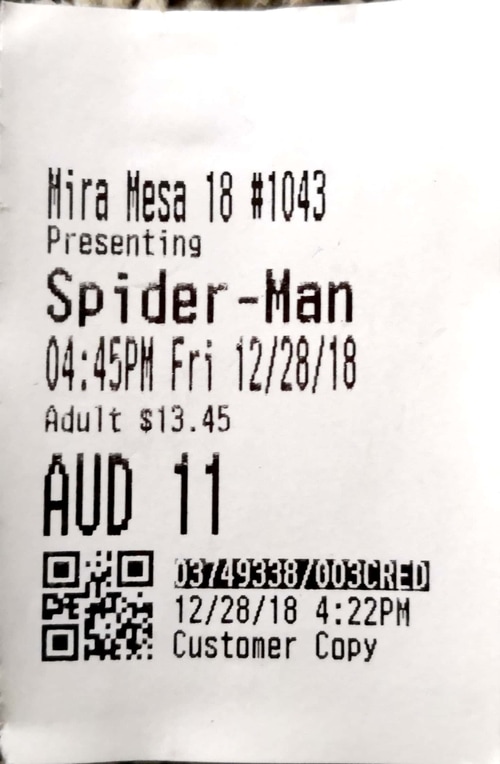 Mira Mesa 18 #1043
Presenting
Spider-Man
04:45PM Fri 12/28/18
Adult $13.45
AUD 11
03749338/003CRED
12/28/18 4:22PM
Customer Copy